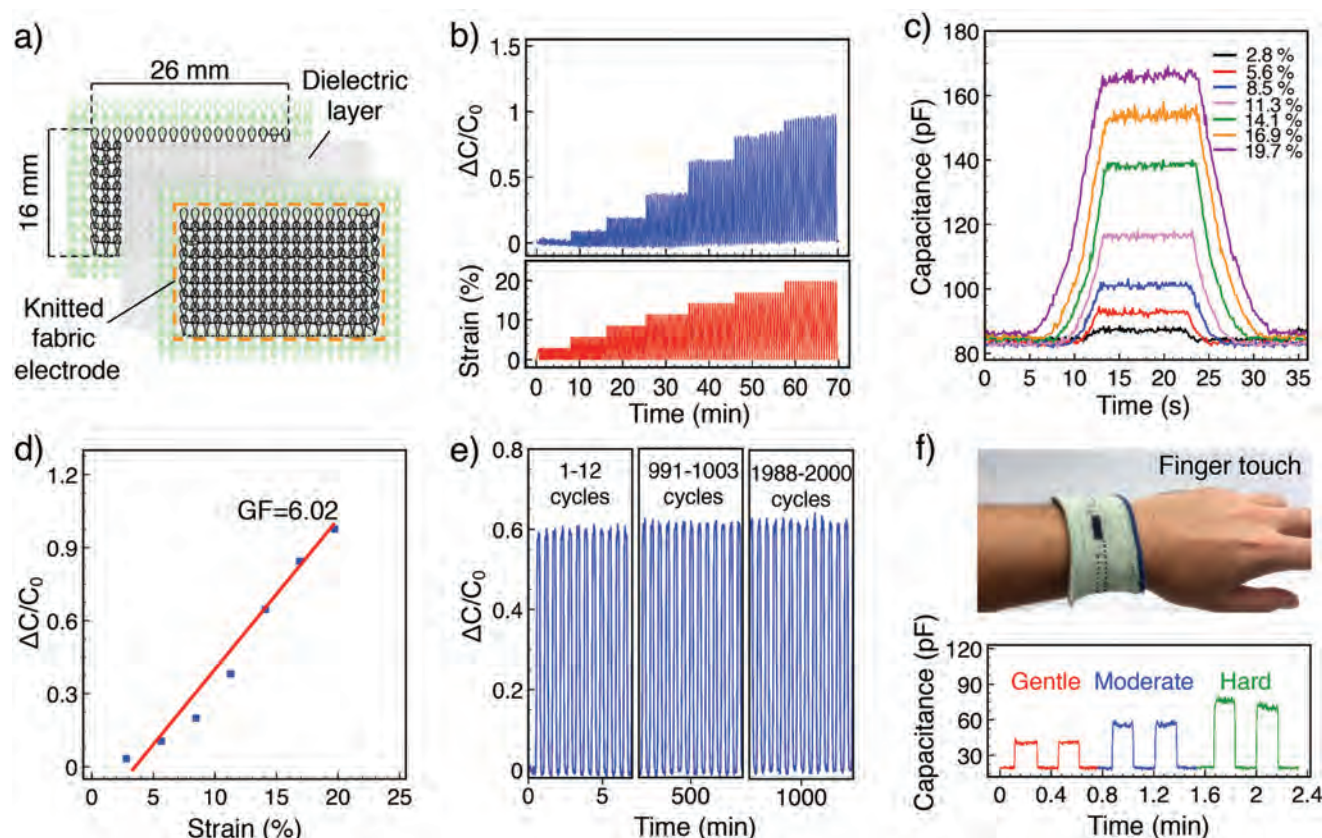 a)
26 mm
Dielectric
layer
16 mm
Knitted
fabric
electrode
b)
ΔC/C₀
1.5
1
0.5
0
Strain (%)
20
10
0
0 10 20 30 40 50 60 70
Time (min)
c)
Capacitance (pF)
160
140
120
100
80
2.8 %
5.6 %
8.5 %
11.3 %
14.1 %
16.9 %
19.7 %
0 5 10 15 20 25 30 35
Time (s)
d)
ΔC/C₀
1.2
0.9
0.6
0.3
0
GF=6.02
0 5 10 15 20 25
Strain (%)
e)
ΔC/C₀
0.8
0.6
0.4
0.2
0.0
1-12
cycles
991-1003
cycles
1988-2000
cycles
0 5 500 1000
Time (min)
f)
Finger touch
Capacitance (pF)
120
90
60
30
Gentle Moderate Hard
0 0.4 0.8 1.2 1.6 2 2.4
Time (min)